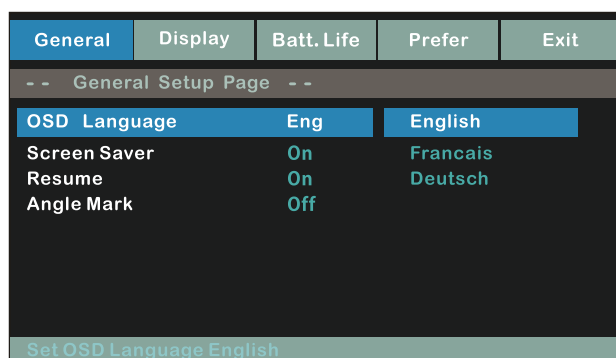 General Display Batt. Life Prefer Exit
-- General Setup Page --
OSD Language Eng English
Screen Saver On Francais
Resume On Deutsch
Angle Mark Off
Set OSD Language English